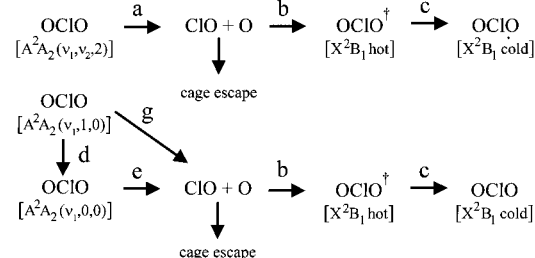 a b c
OClO ClO + O OClO† OClO
[A²A₂(ν₁,ν₂,2)] [X²B₁ hot] [X²B₁ cold]
cage escape
OClO
[A²A₂(ν₁,1,0)] g
d e b c
OClO ClO + O OClO† OClO
[A²A₂(ν₁,0,0)] [X²B₁ hot] [X²B₁ cold]
cage escape